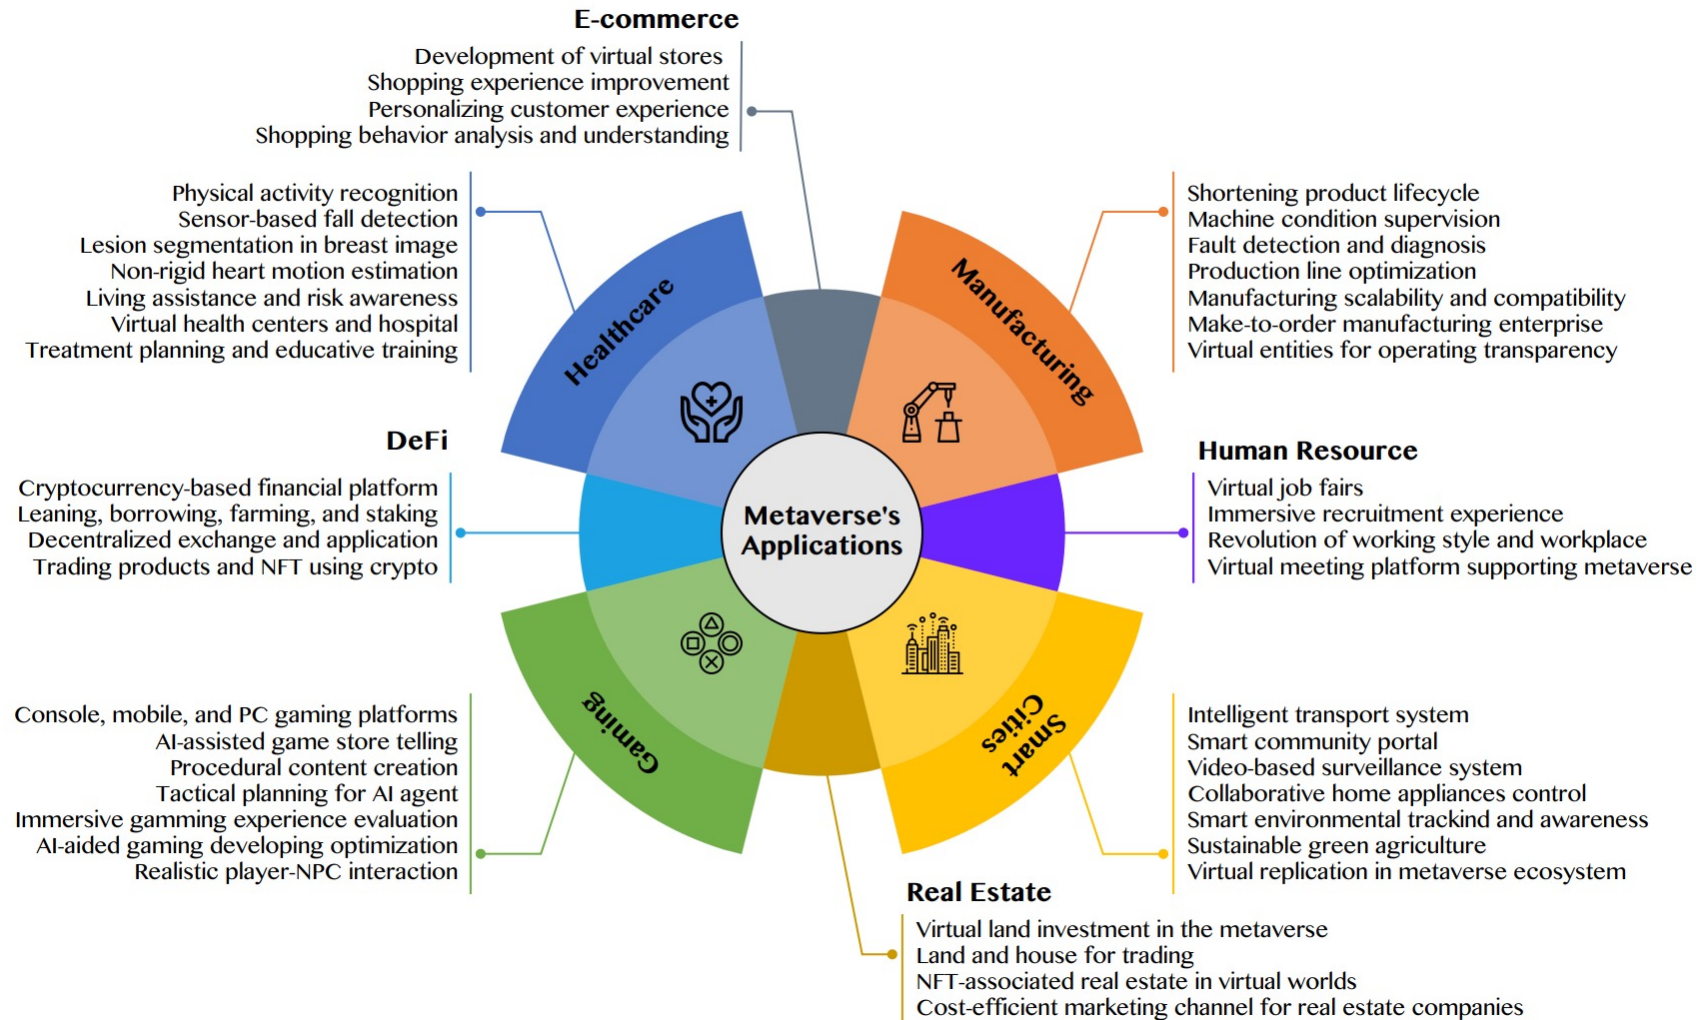 E-commerce
Development of virtual stores
Shopping experience improvement
Personalizing customer experience
Shopping behavior analysis and understanding
Healthcare
Physical activity recognition
Sensor-based fall detection
Lesion segmentation in breast image
Non-rigid heart motion estimation
Living assistance and risk awareness
Virtual health centers and hospital
Treatment planning and educative training
Manufacturing
Shortening product lifecycle
Machine condition supervision
Fault detection and diagnosis
Production line optimization
Manufacturing scalability and compatibility
Make-to-order manufacturing enterprise
Virtual entities for operating transparency
Metaverse's
Applications
DeFi
Cryptocurrency-based financial platform
Leaning, borrowing, farming, and staking
Decentralized exchange and application
Trading products and NFT using crypto
Human Resource
Virtual job fairs
Immersive recruitment experience
Revolution of working style and workplace
Virtual meeting platform supporting metaverse
Gaming
Console, mobile, and PC gaming platforms
AI-assisted game store telling
Procedural content creation
Tactical planning for AI agent
Immersive gamming experience evaluation
AI-aided gaming developing optimization
Realistic player-NPC interaction
Smart
Cities
Intelligent transport system
Smart community portal
Video-based surveillance system
Collaborative home appliances control
Smart environmental trackind and awareness
Sustainable green agriculture
Virtual replication in metaverse ecosystem
Real Estate
Virtual land investment in the metaverse
Land and house for trading
NFT-associated real estate in virtual worlds
Cost-efficient marketing channel for real estate companies